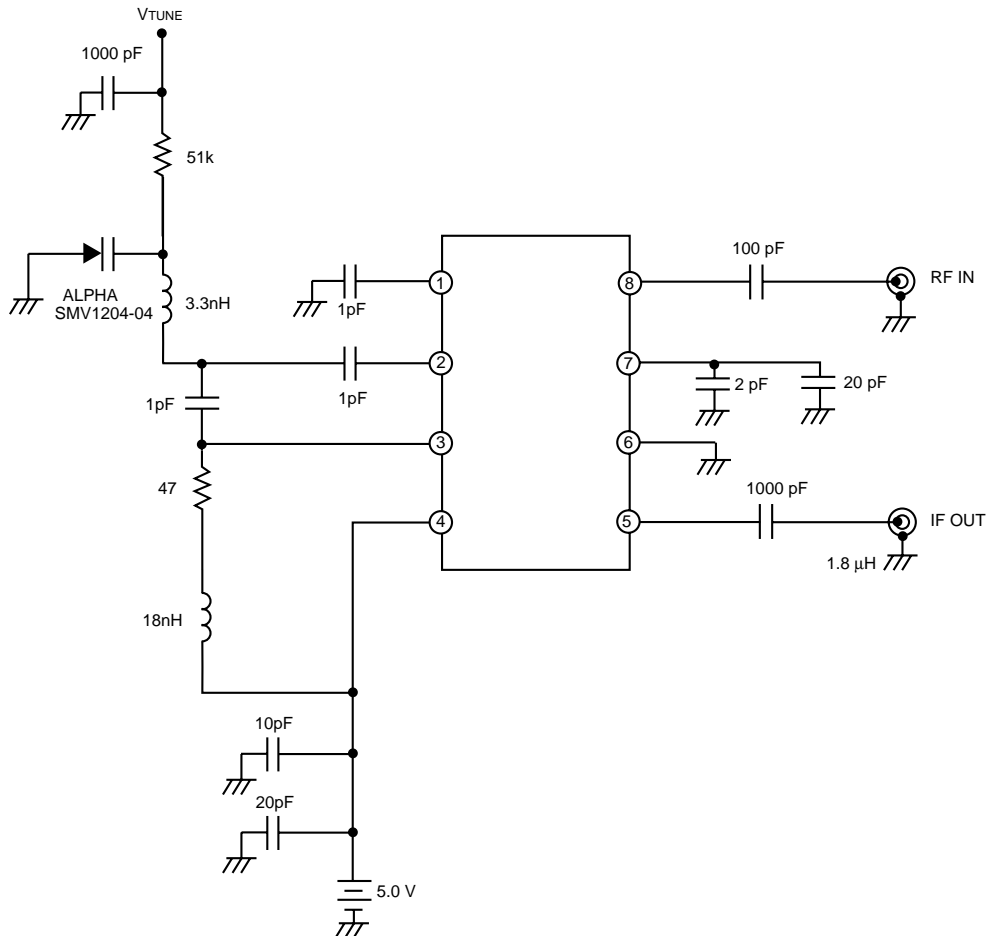 VTUNE
1000 pF
51k
ALPHA
SMV1204-04
3.3nH
1pF
1pF
1pF
47
18nH
10pF
20pF
5.0 V
1
2
3
4
8
7
6
5
100 pF
RF IN
2 pF
20 pF
1000 pF
IF OUT
1.8 μH